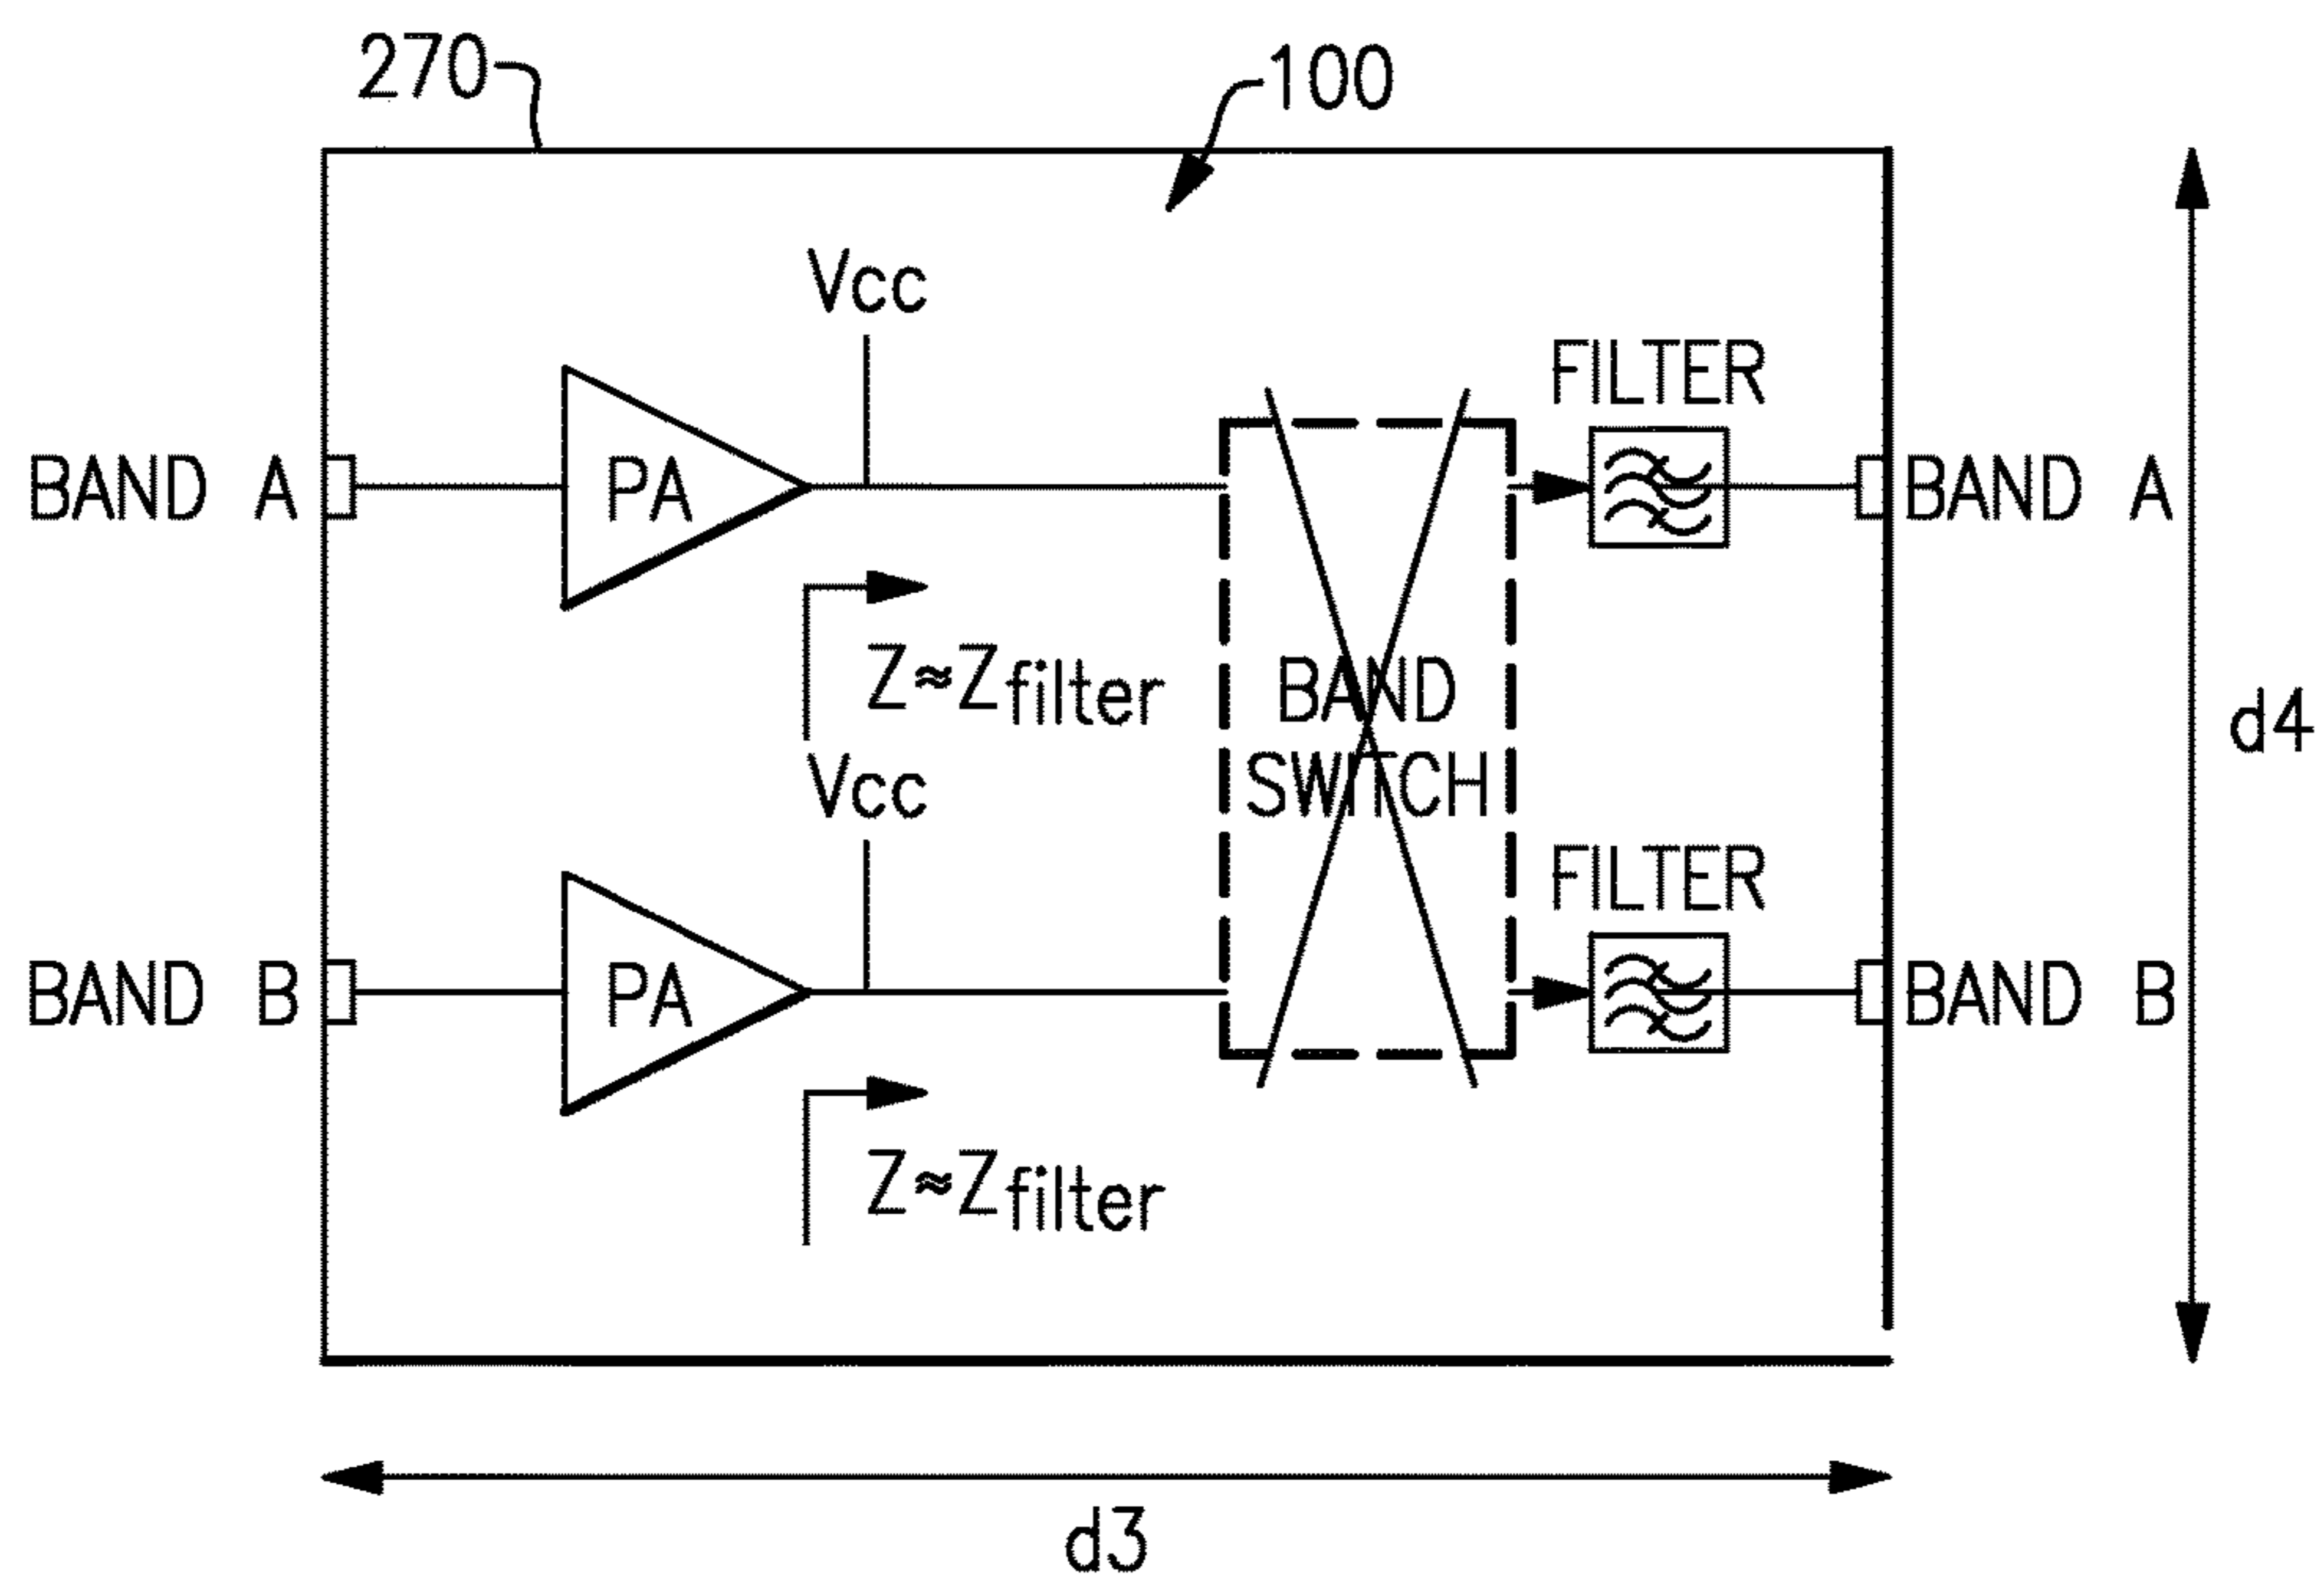 270
100
Vcc
FILTER
BAND A
PA
BAND A
Z≈Zfilter
BAND
SWITCH
d4
Vcc
FILTER
BAND B
PA
BAND B
Z≈Zfilter
d3